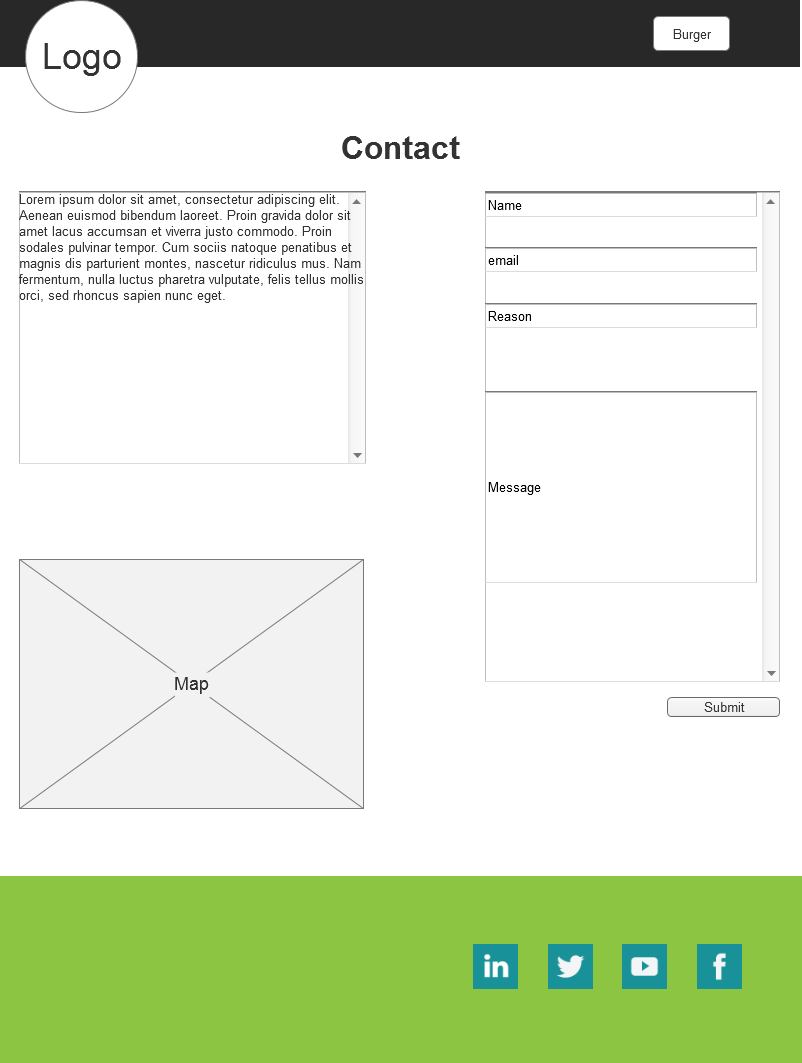 Logo
Burger
Contact
Lorem ipsum dolor sit amet, consectetur adipiscing elit.
Aenean euismod bibendum laoreet. Proin gravida dolor sit
amet lacus accumsan et viverra justo commodo. Proin
sodales pulvinar tempor. Cum sociis natoque penatibus et
magnis dis parturient montes, nascetur ridiculus mus. Nam
fermentum, nulla luctus pharetra vulputate, felis tellus mollis
orci, sed rhoncus sapien nunc eget.
Name
email
Reason
Message
Submit
Map
in
f